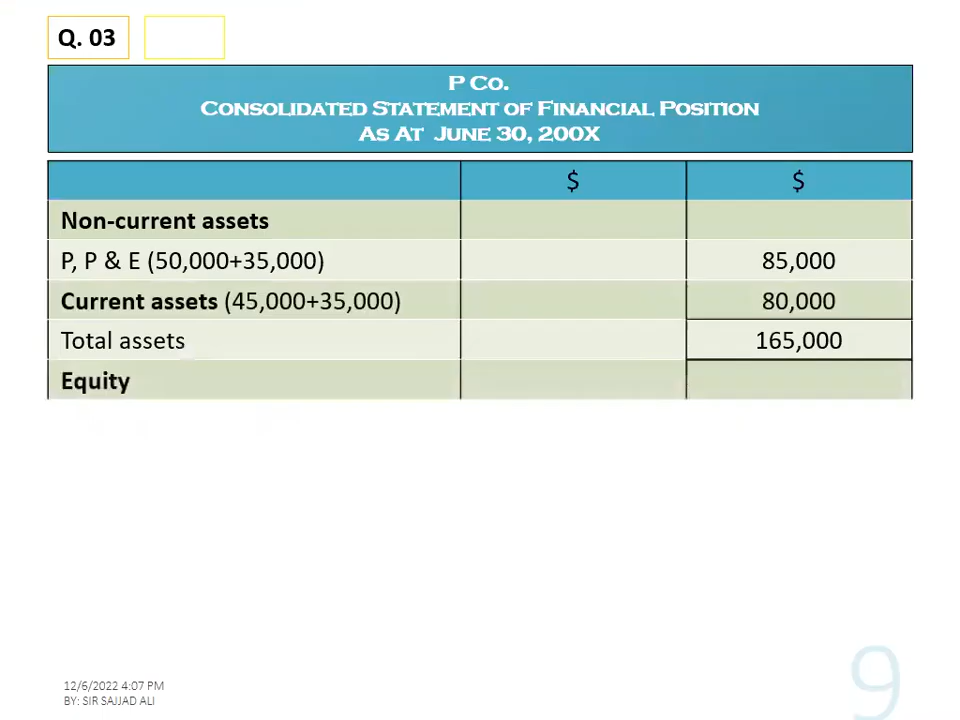 Q. 03
P Co.
Consolidated Statement of Financial Position
As At June 30, 200X
$ $
Non-current assets
P, P & E (50,000+35,000) 85,000
Current assets (45,000+35,000) 80,000
Total assets 165,000
Equity
12/6/2022 4:07 PM
BY: SIR SAJJAD ALI
9